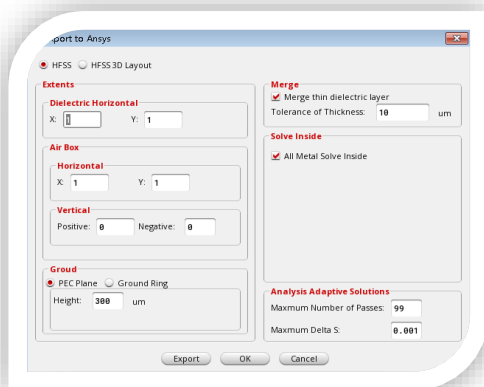 port to Ansys
HFSS HFSS 3D Layout
Extents
Dielectric Horizontal
X: 1 Y: 1
Air Box
Horizontal
X: 1 Y: 1
Vertical
Positive: 0 Negative: 0
Groud
PEC Plane Ground Ring
Height: 300 um
Merge
Merge thin dielectric layer
Tolerance of Thickness: 10 um
Solve Inside
All Metal Solve Inside
Analysis Adaptive Solutions
Maxmum Number of Passes: 99
Maxmum Delta S: 0.001
Export OK Cancel